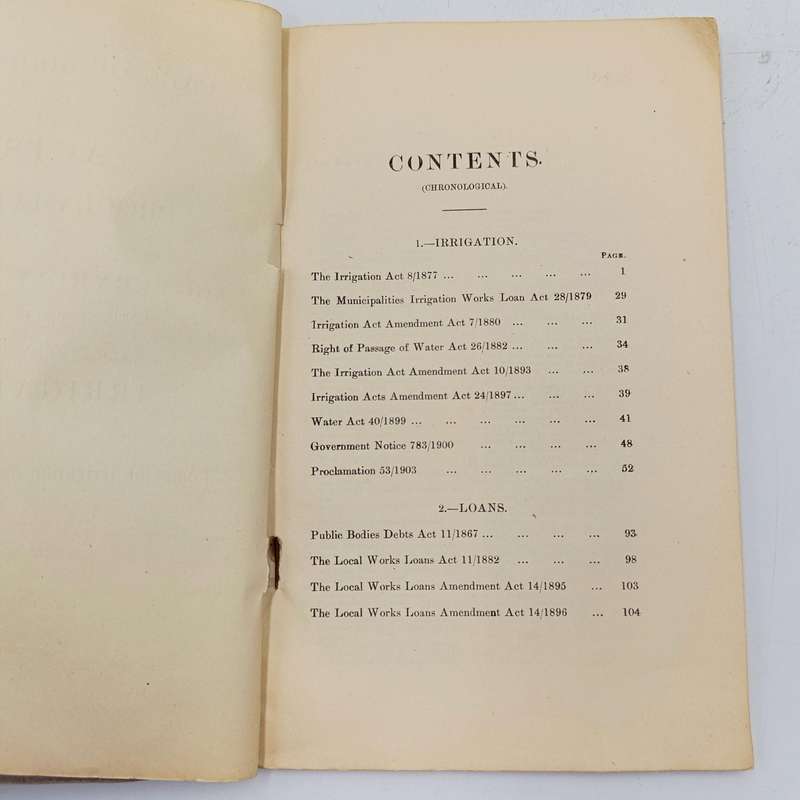 CONTENTS.
(CHRONOLOGICAL).
1.—IRRIGATION.
PAGE.
The Irrigation Act 8/1877 ... ... ... ... ... 1
The Municipalities Irrigation Works Loan Act 28/1879 29
Irrigation Act Amendment Act 7/1880 ... ... ... 31
Right of Passage of Water Act 26/1882 ... ... ... 34
The Irrigation Act Amendment Act 10/1893 ... ... 38
Irrigation Acts Amendment Act 24/1897 ... ... ... 39
Water Act 40/1899 ... ... ... ... ... ... 41
Government Notice 783/1900 ... ... ... ... 48
Proclamation 53/1903 ... ... ... ... ... 52
2.—LOANS.
Public Bodies Debts Act 11/1867 ... ... ... ... 93
The Local Works Loans Act 11/1882 ... ... ... 98
The Local Works Loans Amendment Act 14/1895 ... 103
The Local Works Loans Amendment Act 14/1896 ... 104